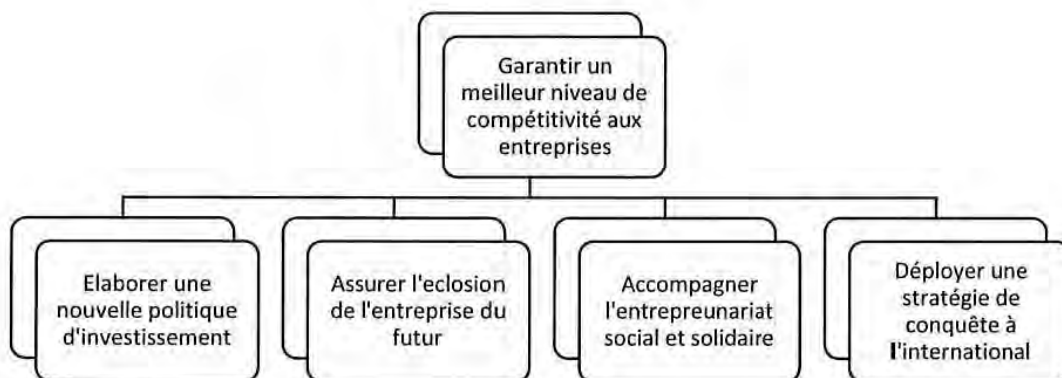 Garantir un
meilleur niveau de
compétitivité aux
entreprises
Elaborer une
nouvelle politique
d'investissement
Assurer l'eclosion
de l'entreprise du
futur
Accompagner
l'entrepreunariat
social et solidaire
Déployer une
stratégie de
conquête à
l'international